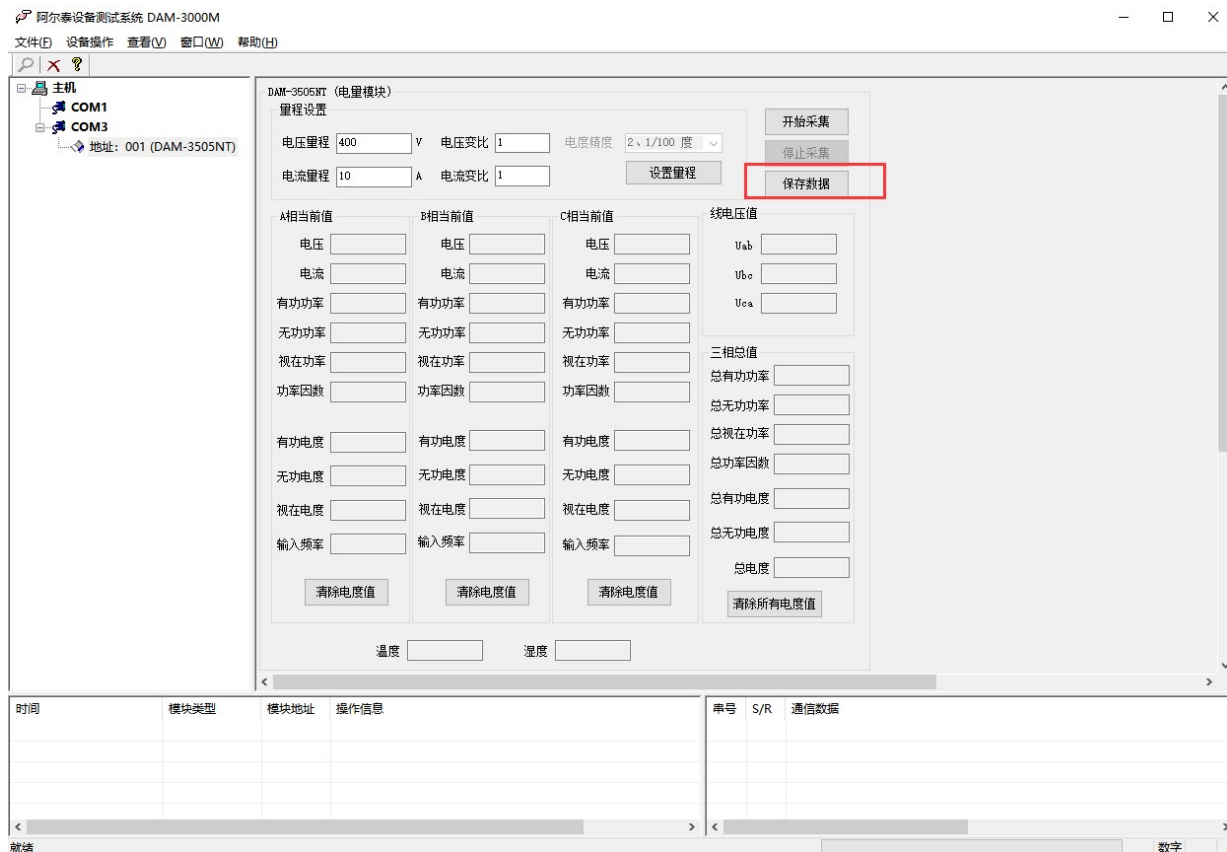 阿尔泰设备测试系统 DAM-3000M
文件(F) 设备操作 查看(V) 窗口(W) 帮助(H)
主机
COM1
COM3
地址: 001 (DAM-3505NT)
DAM-3505NT (电量模块)
量程设置
电压量程 400 V 电压变比 1 电度精度 2、1/100 度
电流量程 10 A 电流变比 1 设置量程
开始采集
停止采集
保存数据
A相当前值
电压
电流
有功功率
无功功率
视在功率
功率因数
有功电度
无功电度
视在电度
输入频率
清除电度值
B相当前值
电压
电流
有功功率
无功功率
视在功率
功率因数
有功电度
无功电度
视在电度
输入频率
清除电度值
C相当前值
电压
电流
有功功率
无功功率
视在功率
功率因数
有功电度
无功电度
视在电度
输入频率
清除电度值
线电压值
Uab
Ubc
Uca
三相总值
总有功功率
总无功功率
总视在功率
总功率因数
总有功电度
总无功电度
总电度
清除所有电度值
温度 湿度
时间 模块类型 模块地址 操作信息
串号 S/R 通信数据
就绪 数字